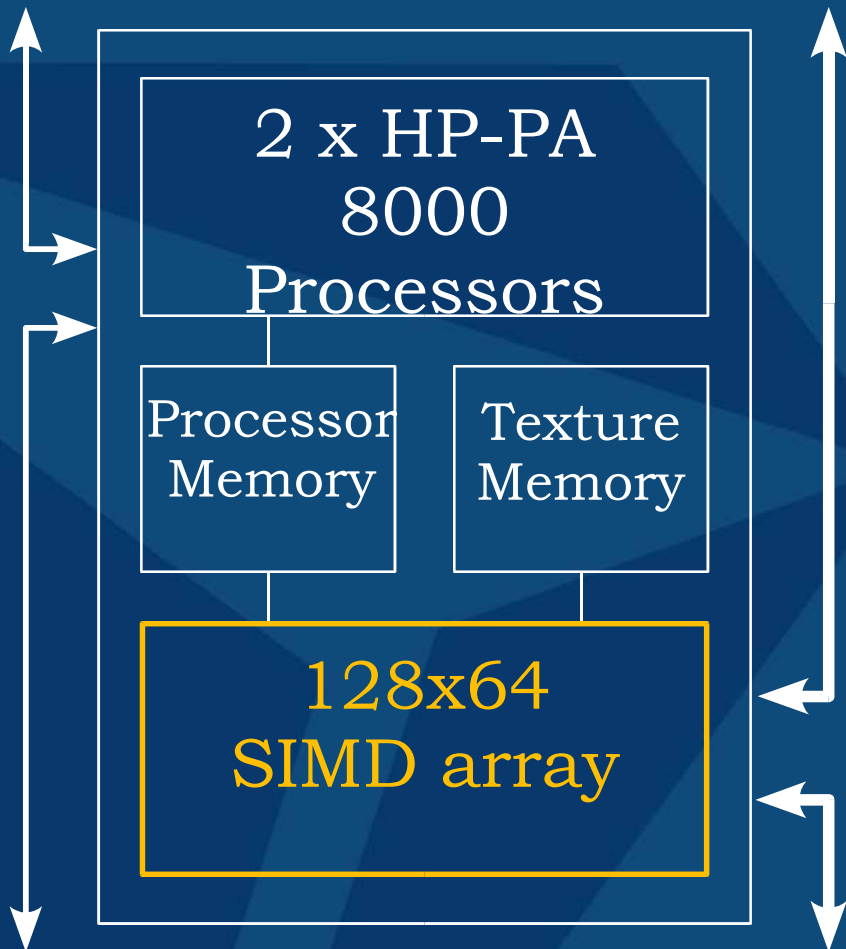 2 x HP-PA
8000
Processors
Processor
Memory
Texture
Memory
128x64
SIMD array